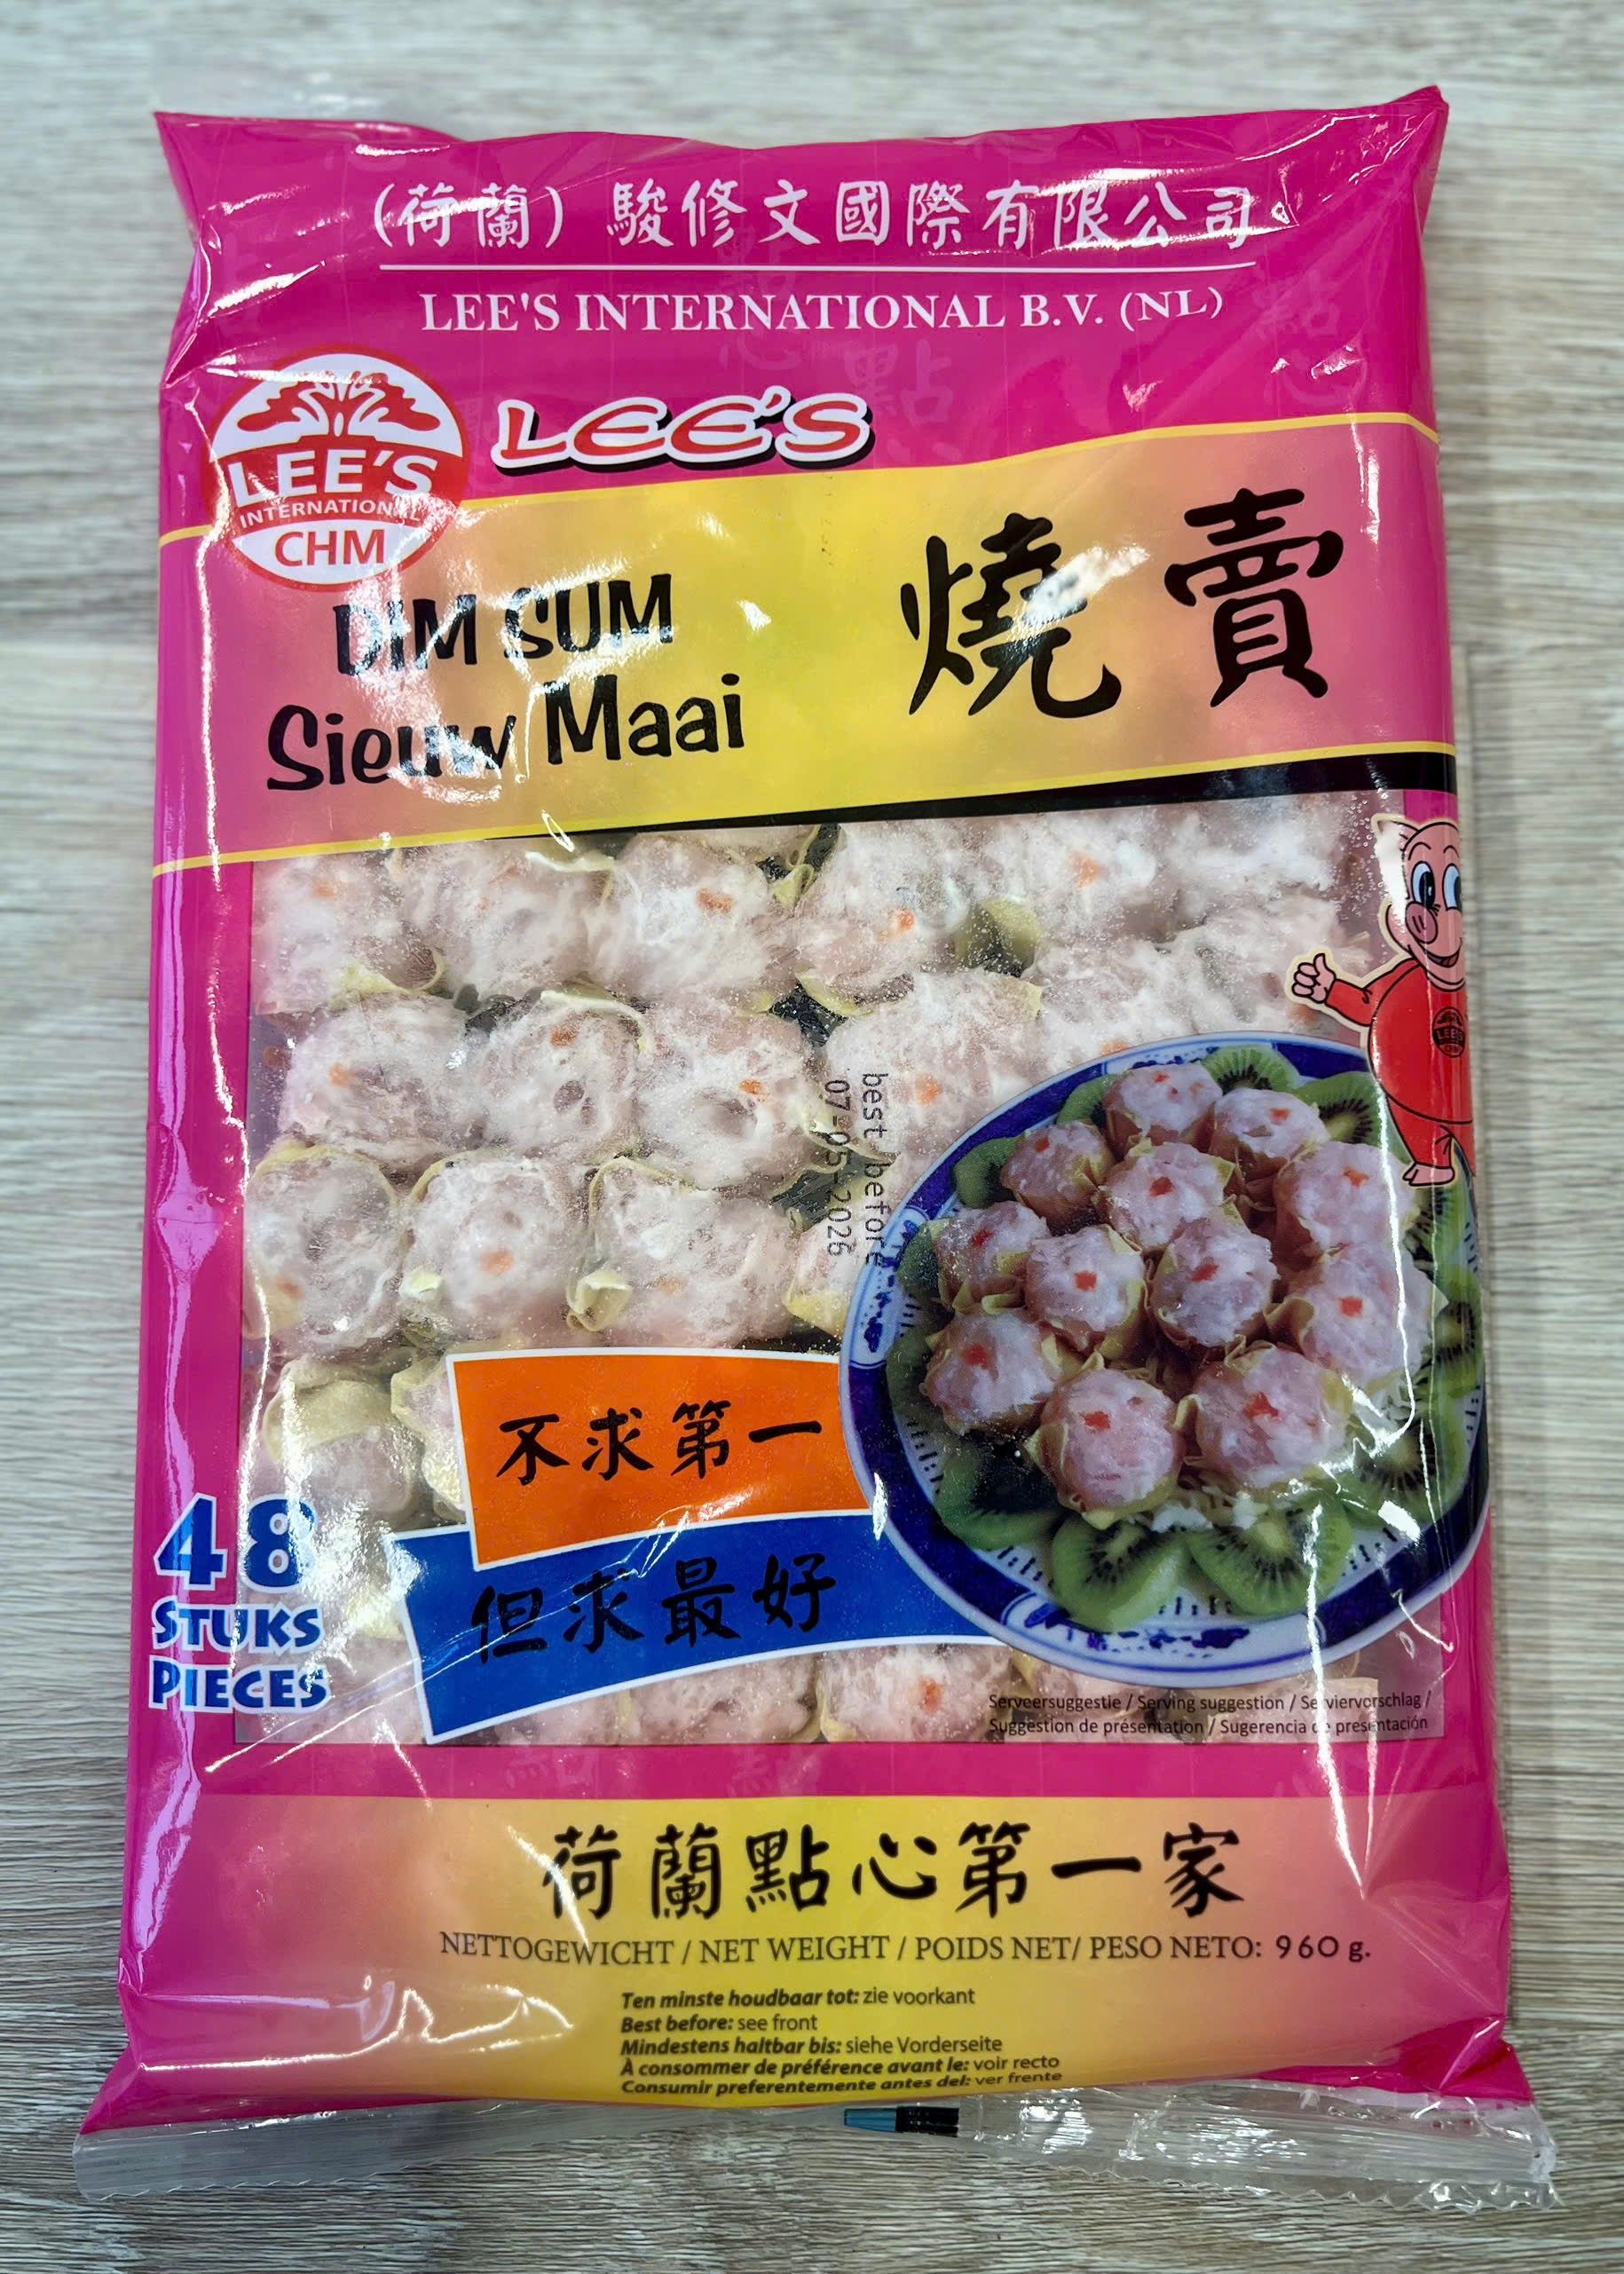 (荷蘭) 駿修文國際有限公司
LEE'S INTERNATIONAL B.V. (NL)
LEE'S
INTERNATIONAL
CHM
LEE'S
DIM SUM
Sieuw Maai
燒賣
best before
07-05-2026
LEE'S
不求第一
但求最好
48
STUKS
PIECES
Serveersuggestie / Serving suggestion / Serviervorschlag /
Suggestion de présentation / Sugerencia de presentación
荷蘭點心第一家
NETTOGEWICHT / NET WEIGHT / POIDS NET/ PESO NETO: 960 g.
Ten minste houdbaar tot: zie voorkant
Best before: see front
Mindestens haltbar bis: siehe Vorderseite
À consommer de préférence avant le: voir recto
Consumir preferentemente antes del: ver frente